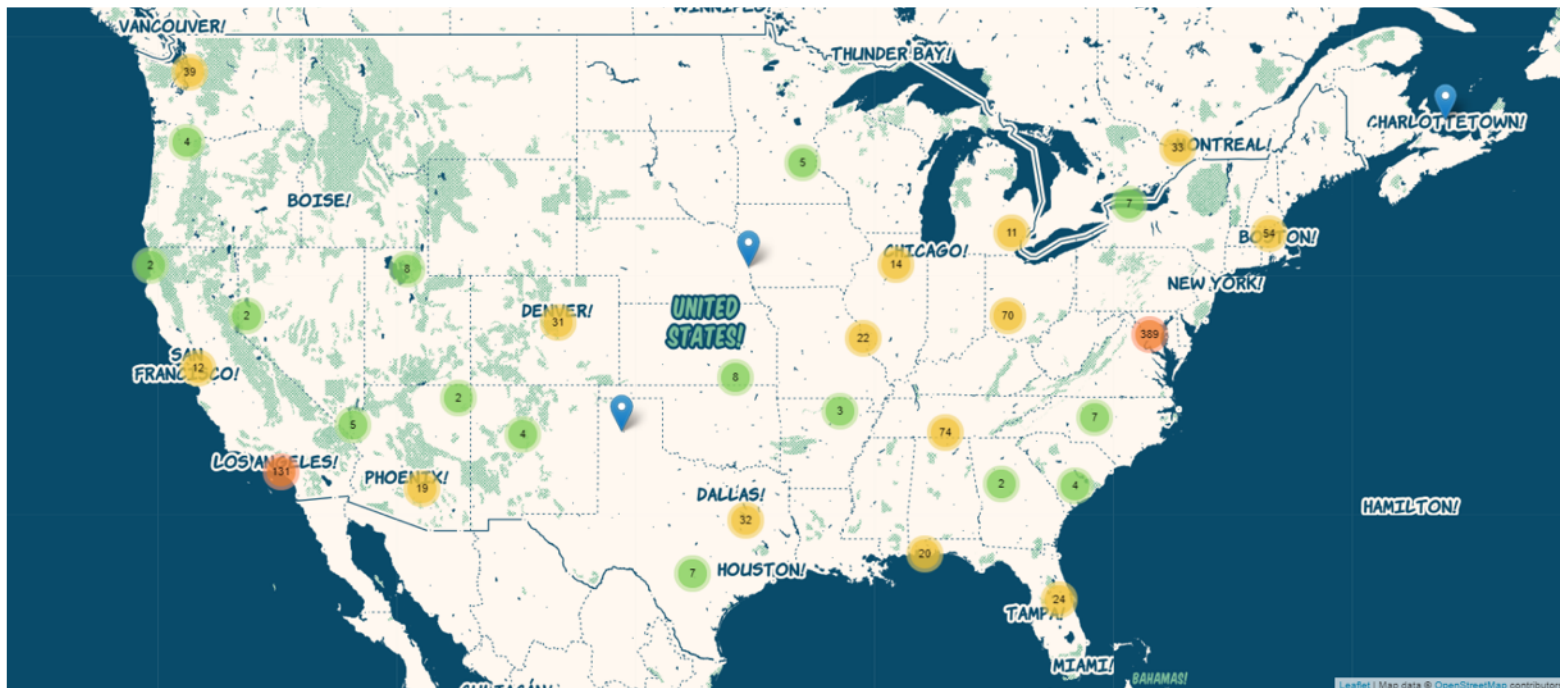 WINNIPEG!
VANCOUVER!
THUNDER BAY!
39
CHARLOTTETOWN!
4
33
MONTREAL!
5
BOISE!
7
11
54
BOSTON!
CHICAGO!
14
2
8
NEW YORK!
DENVER!
31
UNITED
STATES!
2
70
389
22
SAN
FRANCISCO!
12
8
2
3
7
5
4
74
LOS ANGELES!
131
PHOENIX!
19
2
4
DALLAS!
32
HAMILTON!
20
7
HOUSTON!
24
TAMPA!
MIAMI!
BAHAMAS!
Leaflet | Map data © OpenStreetMap contributors